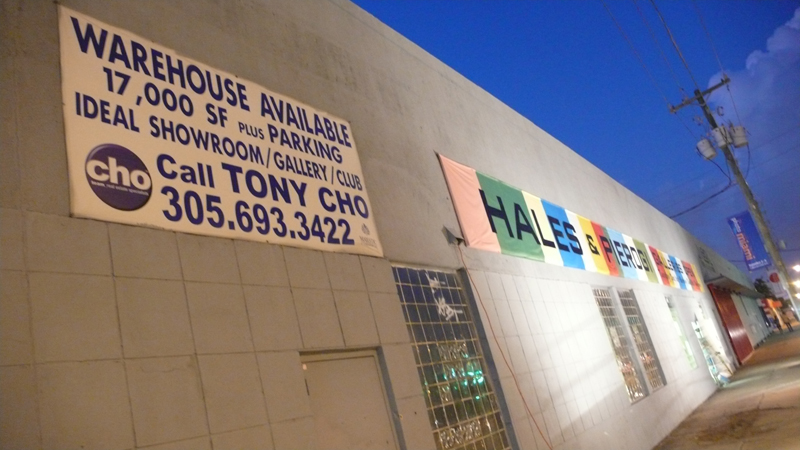 WAREHOUSE AVAILABLE
17,000 SF PLUS PARKING
IDEAL SHOWROOM/GALLERY/CLUB
cho
Call TONY CHO
305.693.3422
HALES &